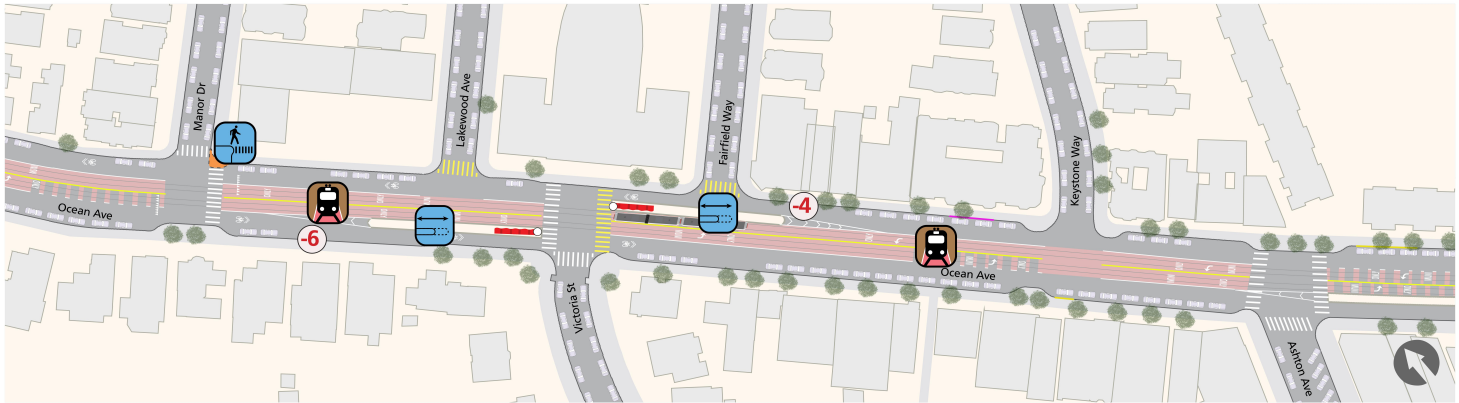 Manor Dr
Lakewood Ave
Fairfield Way
Keystone Way
Ocean Ave
-6
-4
Ocean Ave
Victoria St
Ashton Ave